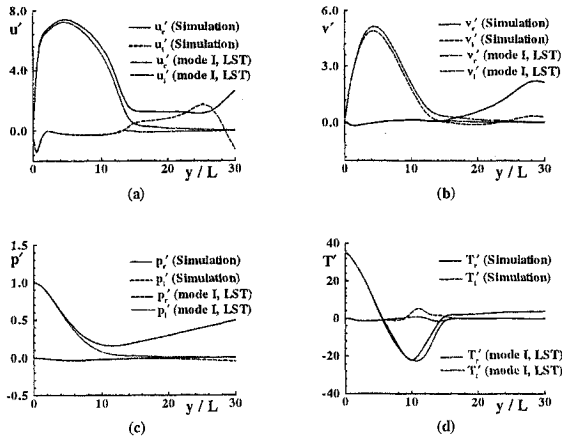 8.0
u'
4.0
0.0
0 10 20 30
y / L
u_r' (Simulation)
u_i' (Simulation)
u_r' (mode I, LST)
u_i' (mode I, LST)
(a)
6.0
v'
3.0
0.0
0 10 20 30
y / L
v_r' (Simulation)
v_i' (Simulation)
v_r' (mode I, LST)
v_i' (mode I, LST)
(b)
1.5
p'
1.0
0.5
0.0
-0.5
0 10 20 30
y / L
p_r' (Simulation)
p_i' (Simulation)
p_r' (mode I, LST)
p_i' (mode I, LST)
(c)
40
T'
20
0
-20
-40
0 10 20 30
y / L
T_r' (Simulation)
T_i' (Simulation)
T_r' (mode I, LST)
T_i' (mode I, LST)
(d)